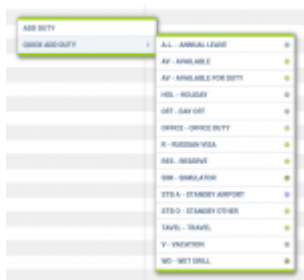 ADD DUTY
QUICK ADD DUTY
A.L - ANNUAL LEAVE
AV - AVAILABLE
AV - AVAILABLE FOR DUTY
HOL - HOLIDAY
OFF - DAY OFF
OFFICE - OFFICE DUTY
R - RUSSIAN VISA
RES - RESERVE
SIM - SIMULATOR
STD A - STANDBY AIRPORT
STD O - STANDBY OTHER
TAVEL - TRAVEL
V - VACATION
WD - WET DRILL